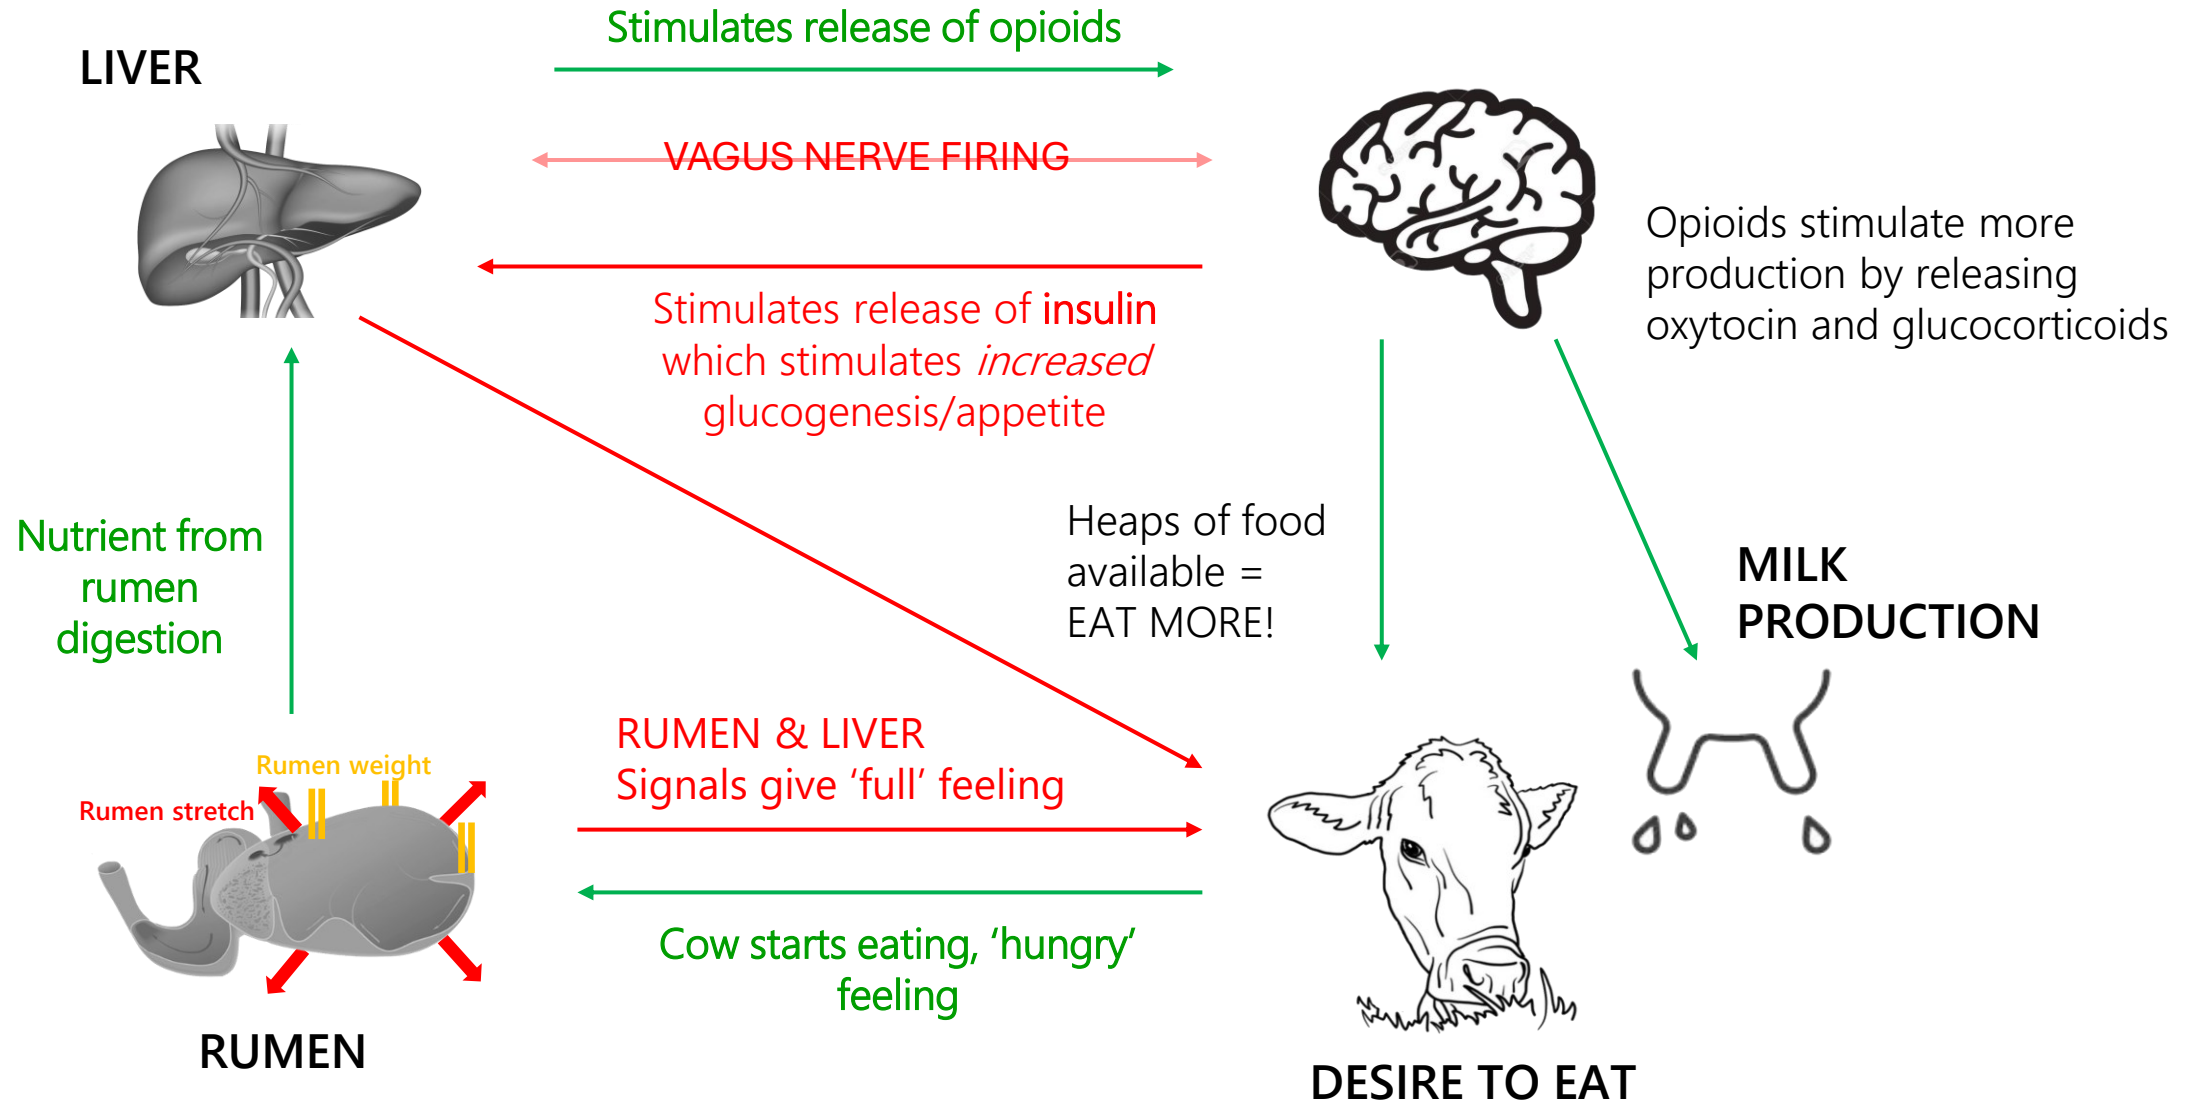 Stimulates release of opioids
LIVER
VAGUS NERVE FIRING
Opioids stimulate more
production by releasing
oxytocin and glucocorticoids
Stimulates release of insulin
which stimulates increased
glucogenesis/appetite
Heaps of food
available =
EAT MORE!
Nutrient from
rumen
digestion
MILK
PRODUCTION
RUMEN & LIVER
Signals give ‘full’ feeling
Rumen weight
Rumen stretch
Cow starts eating, ‘hungry’
feeling
RUMEN
DESIRE TO EAT